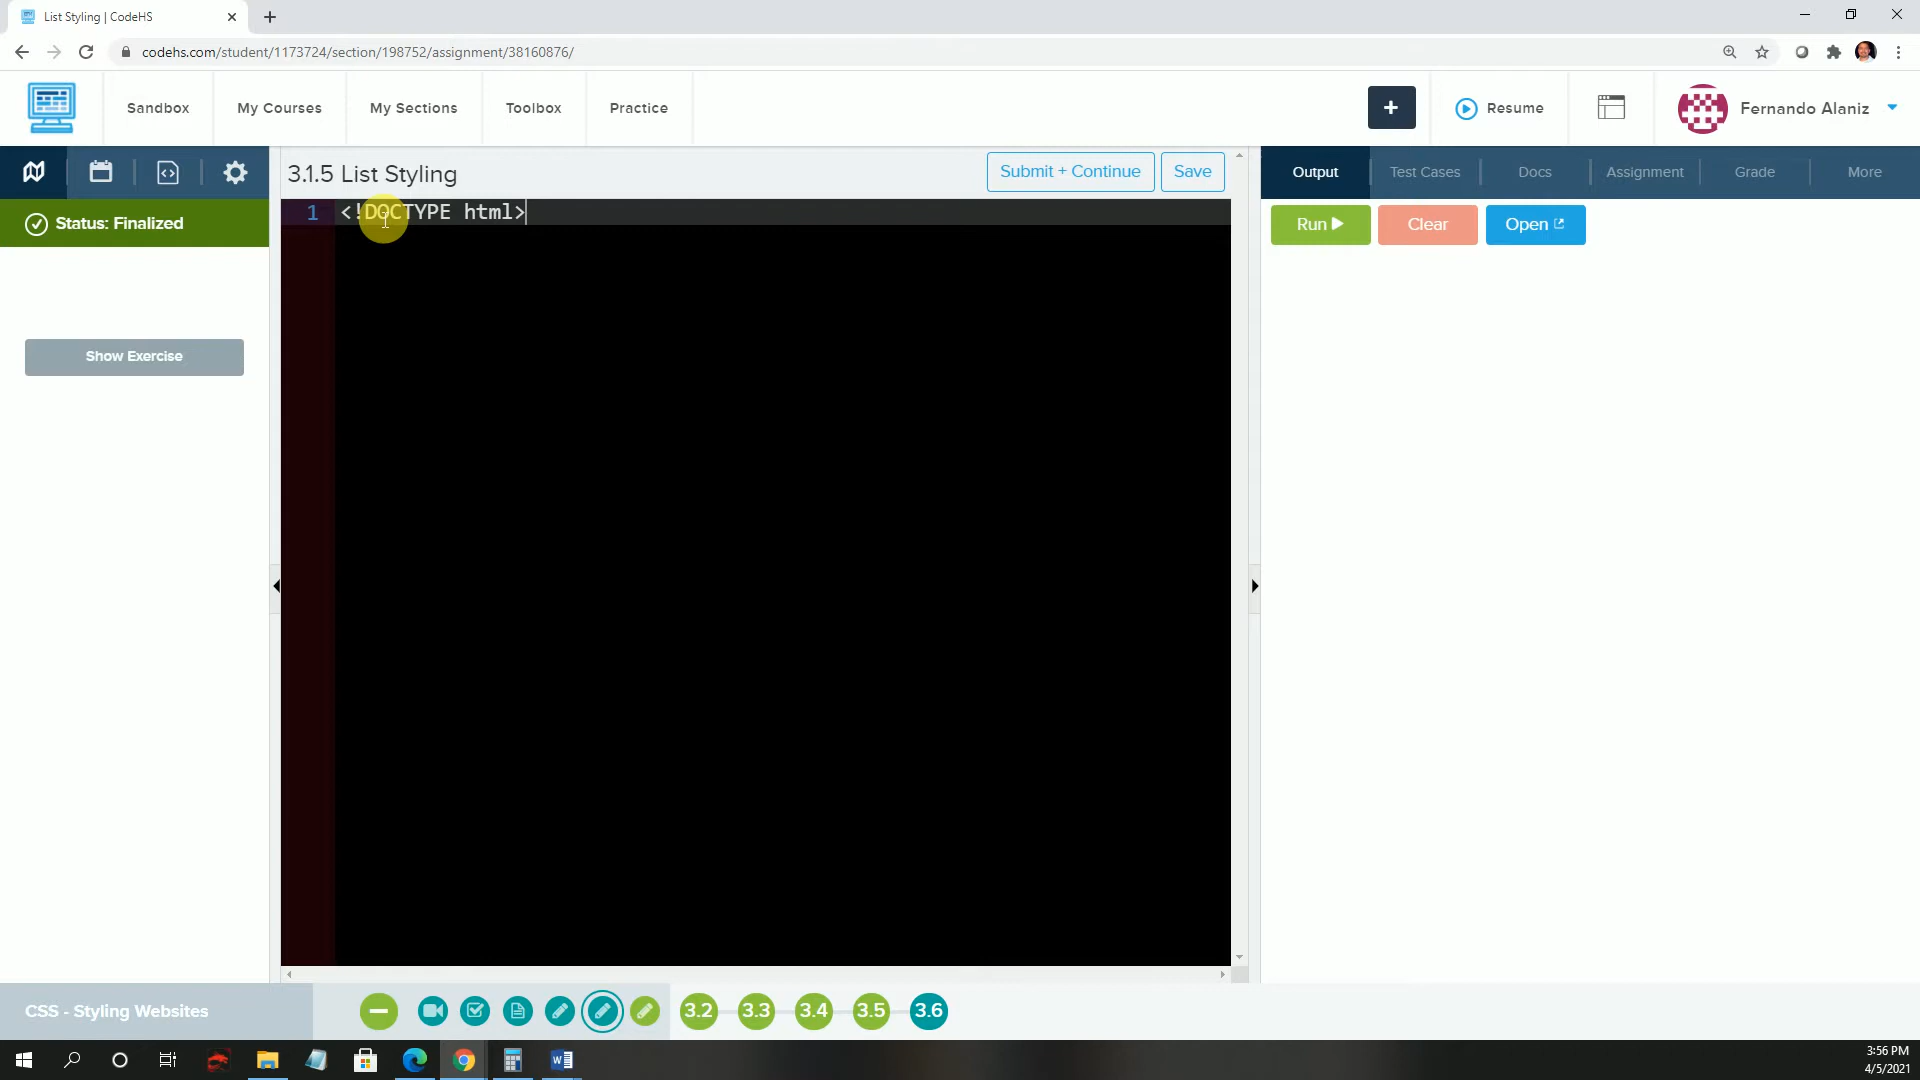 List Styling | CodeHS
codehs.com/student/1173724/section/198752/assignment/38160876/
Sandbox
My Courses
My Sections
Toolbox
Practice
+
Resume
Fernando Alaniz
3.1.5 List Styling
Submit + Continue
Save
Output
Test Cases
Docs
Assignment
Grade
More
Status: Finalized
1 <!DOCTYPE html>
Run
Clear
Open
Show Exercise
CSS - Styling Websites
3.2
3.3
3.4
3.5
3.6
3:56 PM
4/5/2021